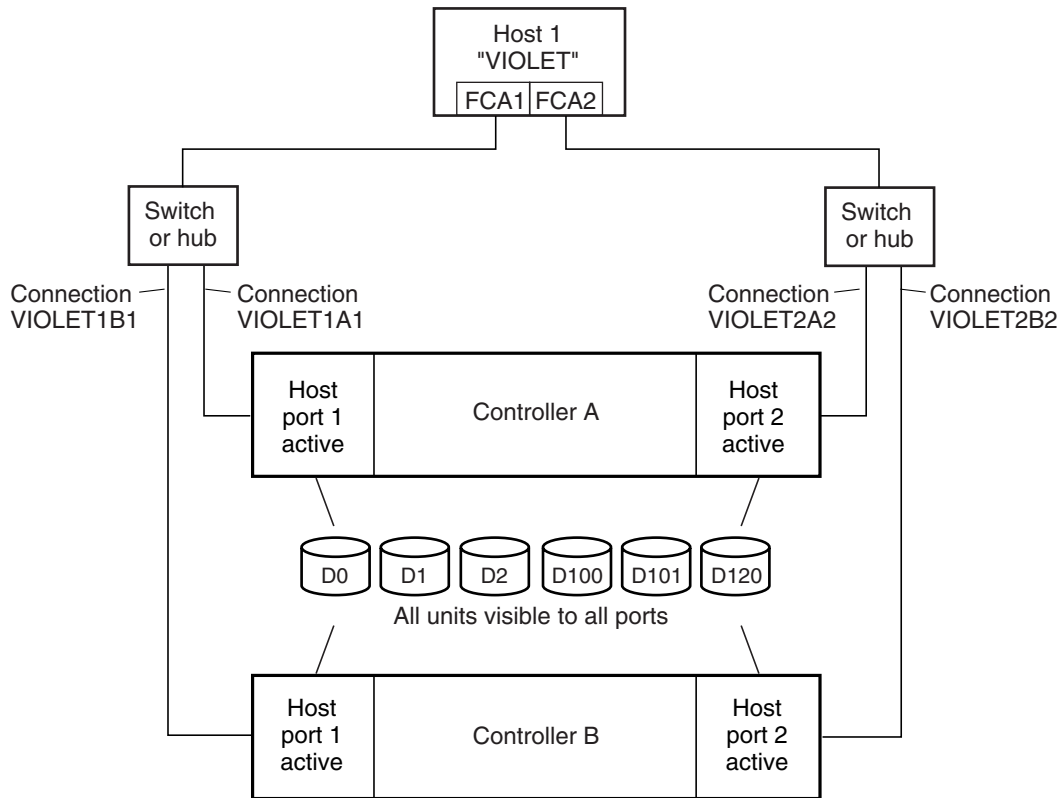 Host 1
"VIOLET"
FCA1 FCA2
Switch
or hub
Switch
or hub
Connection
VIOLET1B1
Connection
VIOLET1A1
Connection
VIOLET2A2
Connection
VIOLET2B2
Host
port 1
active
Controller A
Host
port 2
active
D0 D1 D2 D100 D101 D120
All units visible to all ports
Host
port 1
active
Controller B
Host
port 2
active